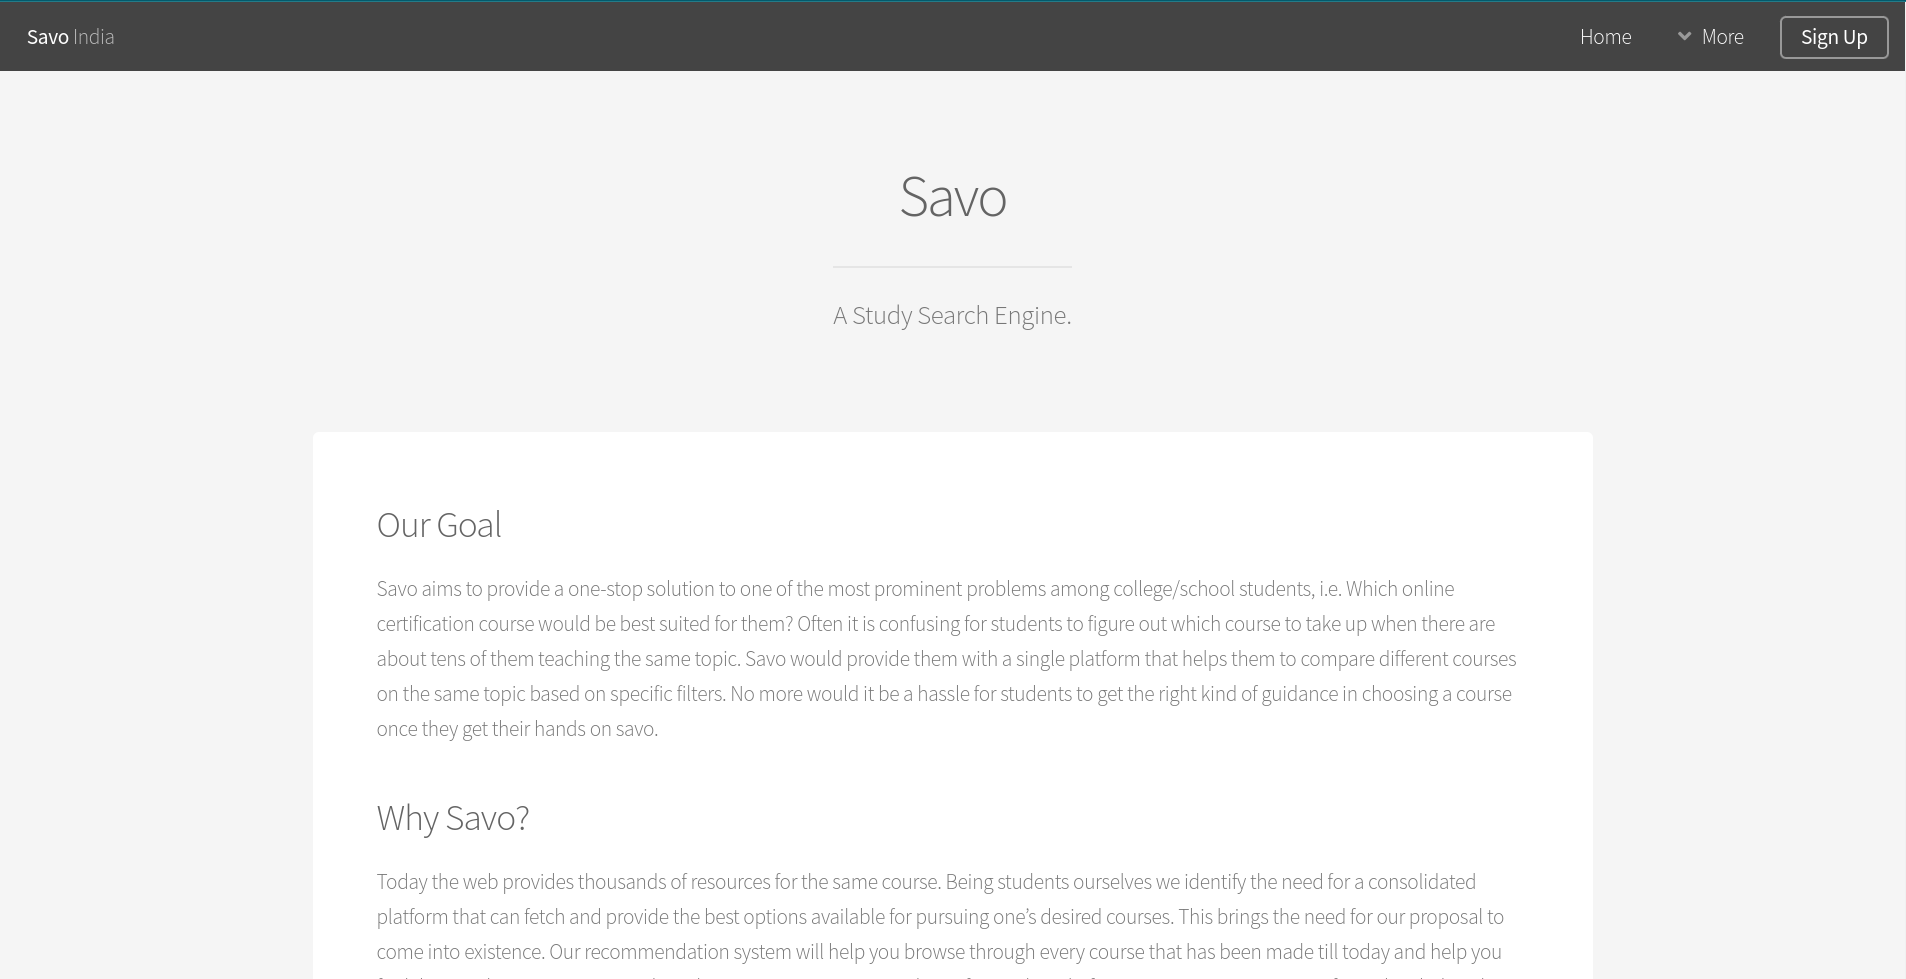 Savo India
Home
More
Sign Up
Savo
A Study Search Engine.
Our Goal
Savo aims to provide a one-stop solution to one of the most prominent problems among college/school students, i.e. Which online
certification course would be best suited for them? Often it is confusing for students to figure out which course to take up when there are
about tens of them teaching the same topic. Savo would provide them with a single platform that helps them to compare different courses
on the same topic based on specific filters. No more would it be a hassle for students to get the right kind of guidance in choosing a course
once they get their hands on savo.
Why Savo?
Today the web provides thousands of resources for the same course. Being students ourselves we identify the need for a consolidated
platform that can fetch and provide the best options available for pursuing one’s desired courses. This brings the need for our proposal to
come into existence. Our recommendation system will help you browse through every course that has been made till today and help you